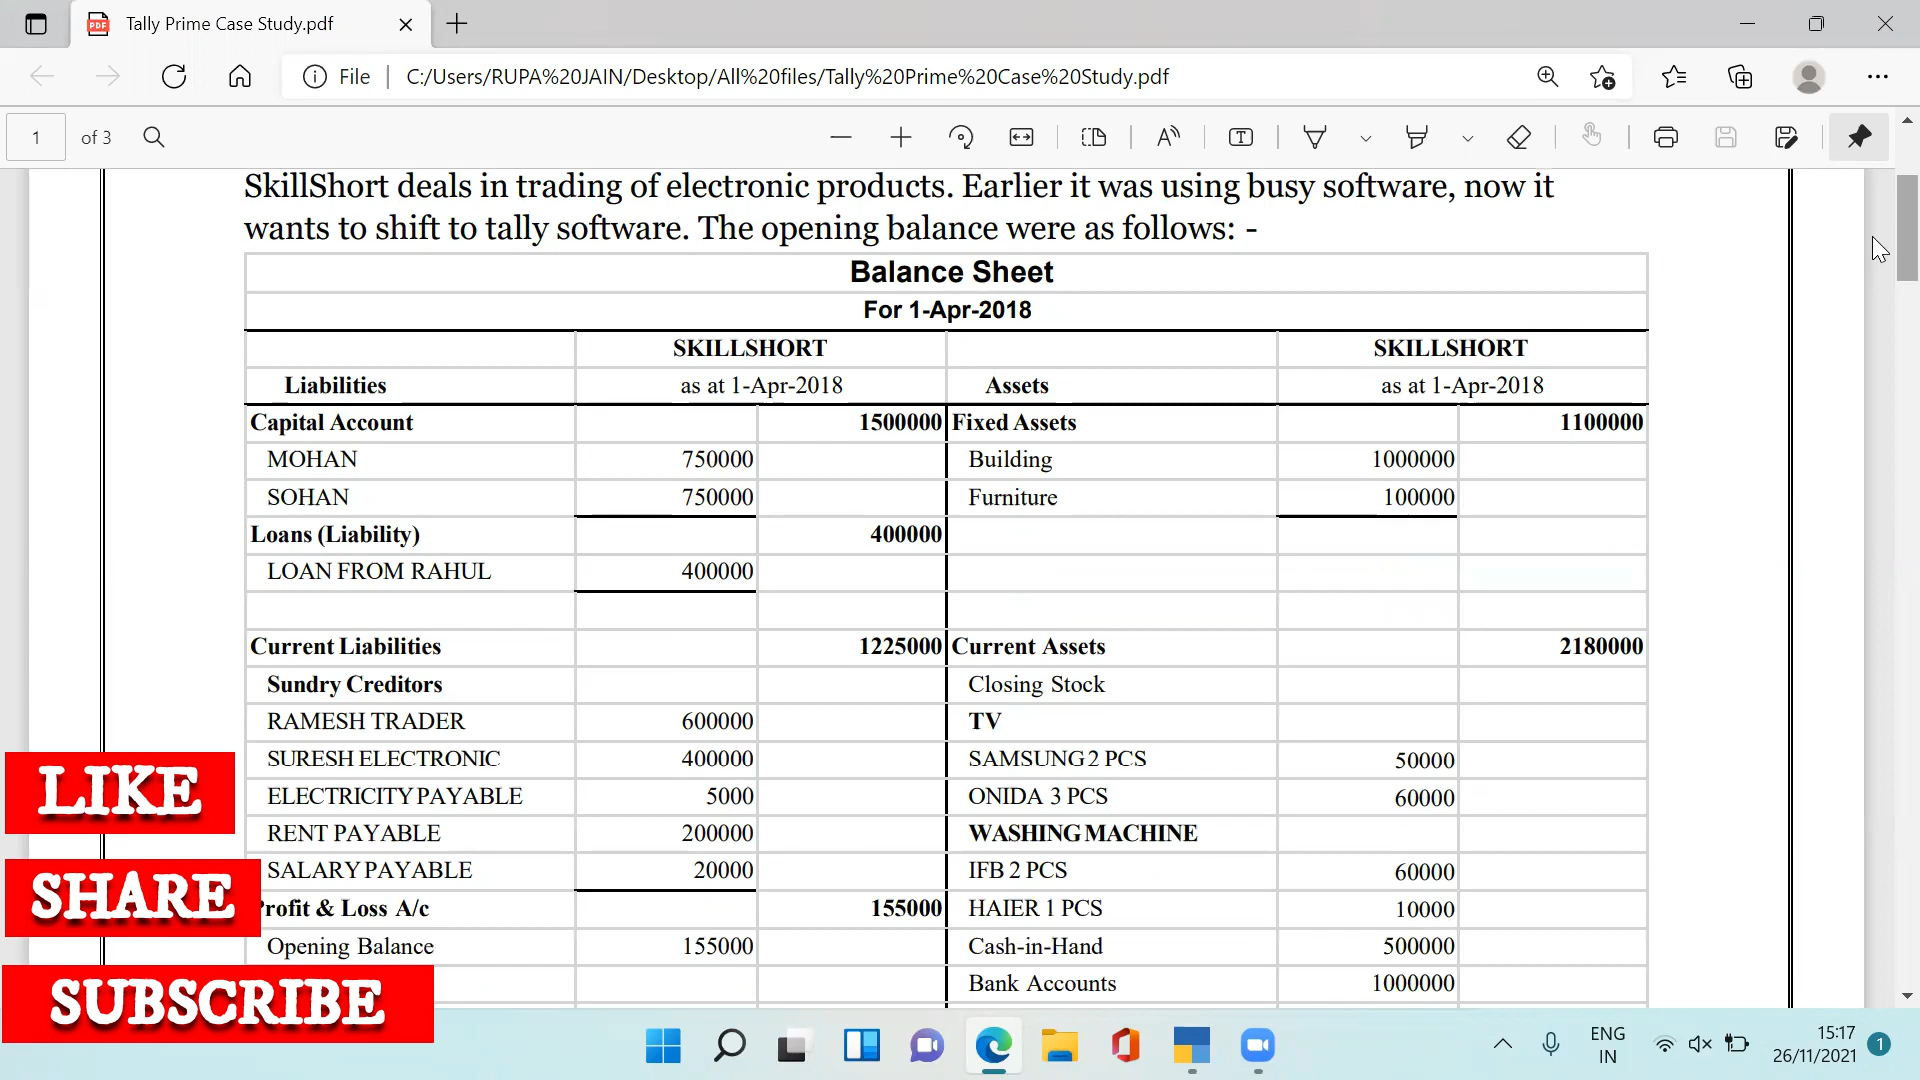 Tally Prime Case Study.pdf
File C:/Users/RUPA%20JAIN/Desktop/All%20files/Tally%20Prime%20Case%20Study.pdf
1 of 3
SkillShort deals in trading of electronic products. Earlier it was using busy software, now it
wants to shift to tally software. The opening balance were as follows: -
Balance Sheet
For 1-Apr-2018
SKILLSHORT SKILLSHORT
Liabilities as at 1-Apr-2018 Assets as at 1-Apr-2018
Capital Account 1500000 Fixed Assets 1100000
MOHAN 750000 Building 1000000
SOHAN 750000 Furniture 100000
Loans (Liability) 400000
LOAN FROM RAHUL 400000
Current Liabilities 1225000 Current Assets 2180000
Sundry Creditors Closing Stock
RAMESH TRADER 600000 TV
SURESH ELECTRONIC 400000 SAMSUNG 2 PCS 50000
ELECTRICITY PAYABLE 5000 ONIDA 3 PCS 60000
RENT PAYABLE 200000 WASHING MACHINE
SALARY PAYABLE 20000 IFB 2 PCS 60000
Profit & Loss A/c 155000 HAIER 1 PCS 10000
Opening Balance 155000 Cash-in-Hand 500000
Bank Accounts 1000000
LIKE
SHARE
SUBSCRIBE
ENG
IN
15:17
26/11/2021
1